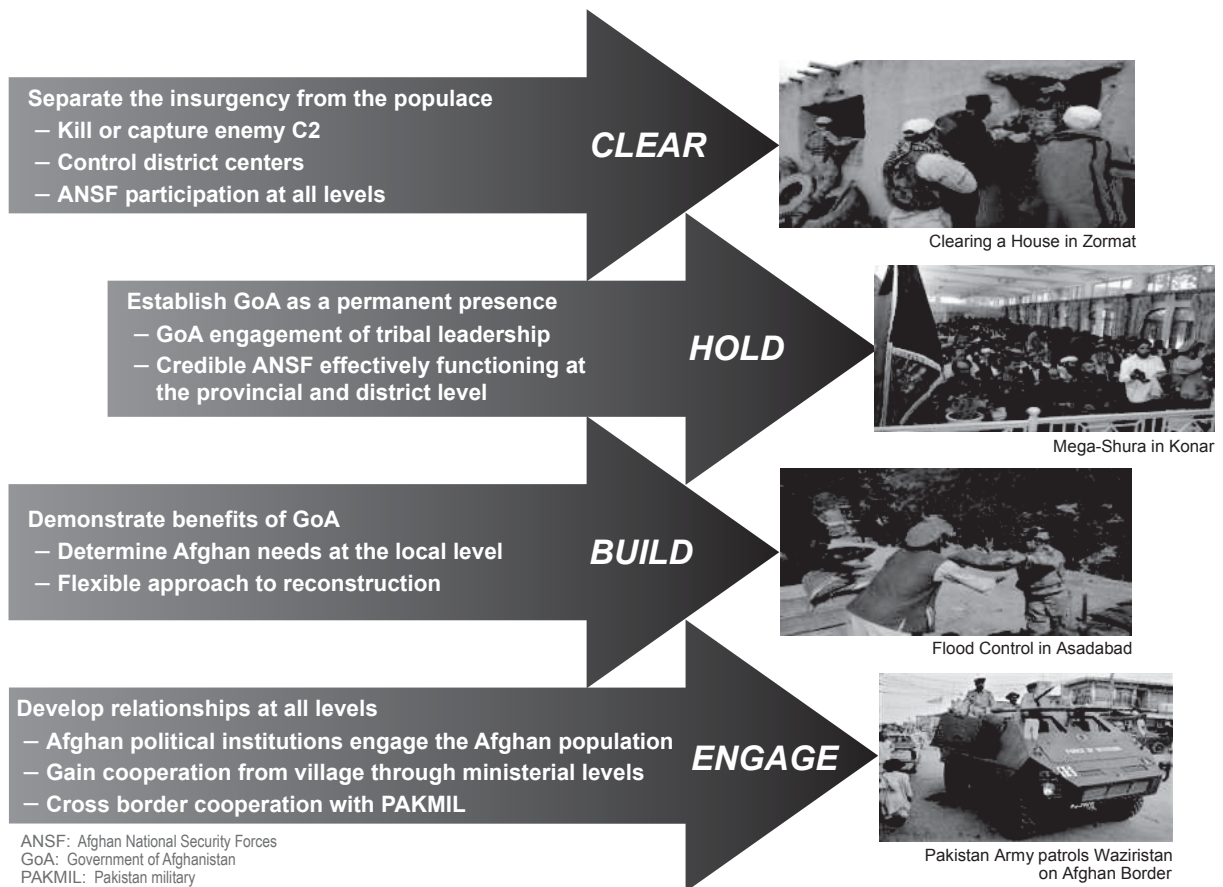 Separate the insurgency from the populace
– Kill or capture enemy C2
– Control district centers
– ANSF participation at all levels
CLEAR
Clearing a House in Zormat
Establish GoA as a permanent presence
– GoA engagement of tribal leadership
– Credible ANSF effectively functioning at
the provincial and district level
HOLD
Mega-Shura in Konar
Demonstrate benefits of GoA
– Determine Afghan needs at the local level
– Flexible approach to reconstruction
BUILD
Flood Control in Asadabad
Develop relationships at all levels
– Afghan political institutions engage the Afghan population
– Gain cooperation from village through ministerial levels
– Cross border cooperation with PAKMIL
ENGAGE
Pakistan Army patrols Waziristan
on Afghan Border
ANSF: Afghan National Security Forces
GoA: Government of Afghanistan
PAKMIL: Pakistan military